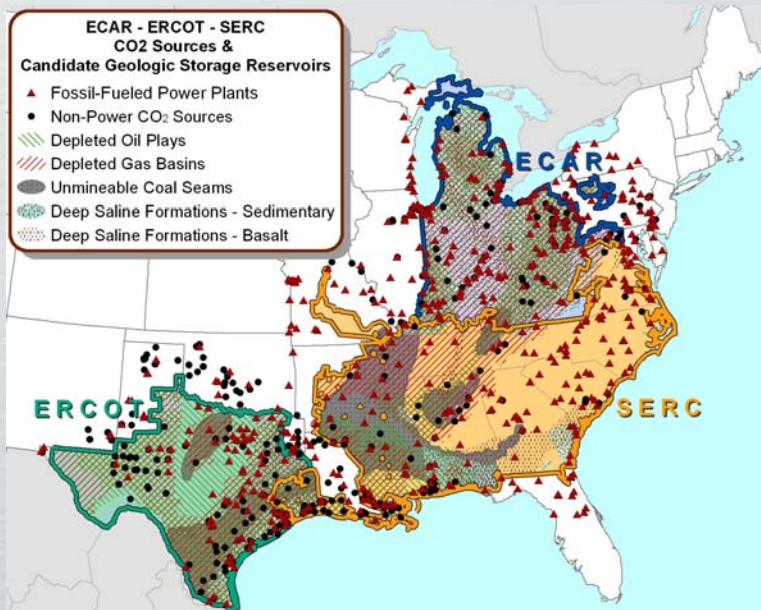 ECAR - ERCOT - SERC
CO2 Sources &
Candidate Geologic Storage Reservoirs
Fossil-Fueled Power Plants
Non-Power CO₂ Sources
Depleted Oil Plays
Depleted Gas Basins
Unmineable Coal Seams
Deep Saline Formations - Sedimentary
Deep Saline Formations - Basalt
ECAR
ERCOT
SERC